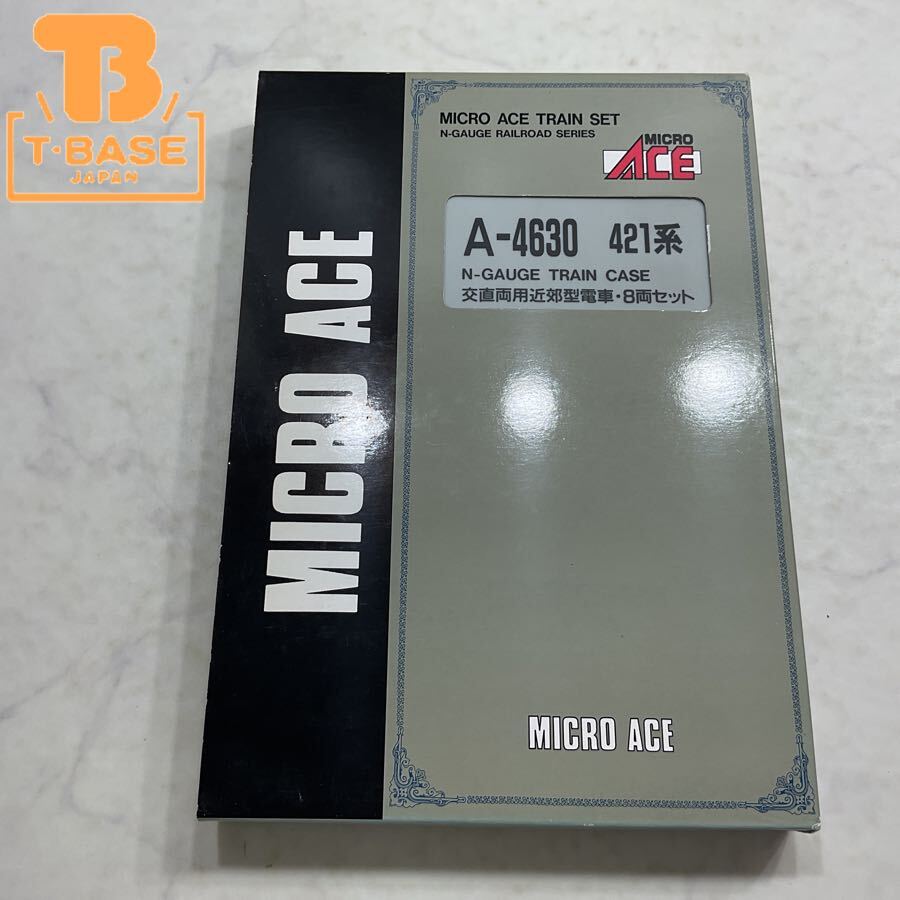 T·BASE
JAPAN
MICRO ACE
MICRO ACE TRAIN SET
N-GAUGE RAILROAD SERIES
MICRO
ACE
A-4630 421系
N-GAUGE TRAIN CASE
交直両用近郊型電車・8両セット
MICRO ACE